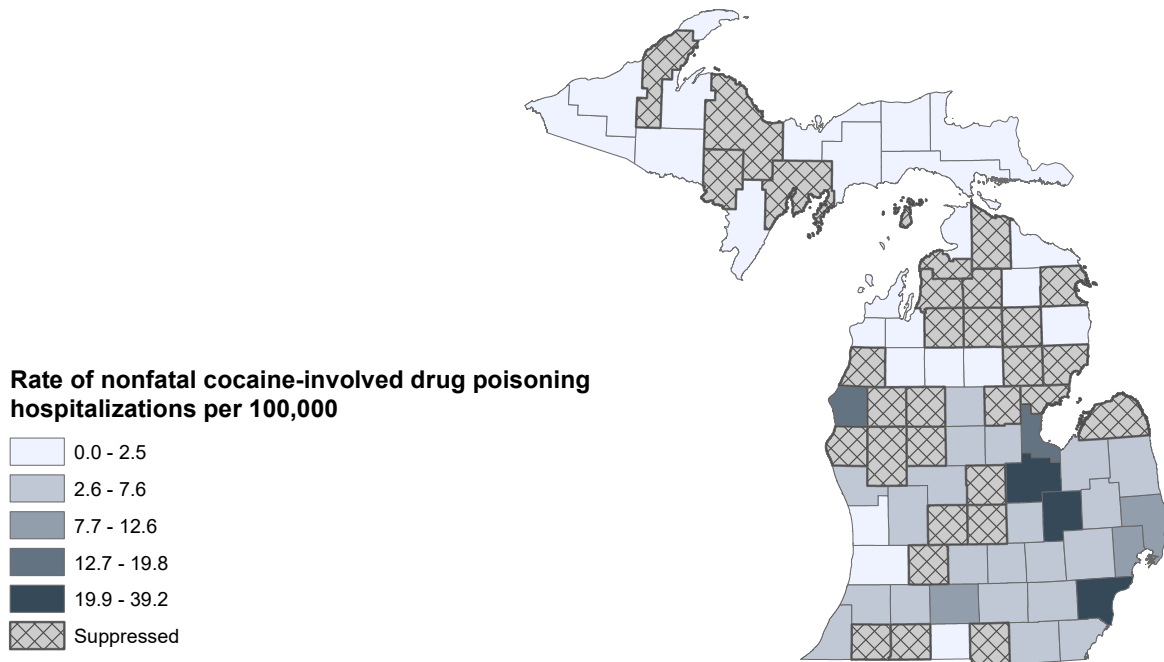 Rate of nonfatal cocaine-involved drug poisoning
hospitalizations per 100,000
0.0 - 2.5
2.6 - 7.6
7.7 - 12.6
12.7 - 19.8
19.9 - 39.2
Suppressed